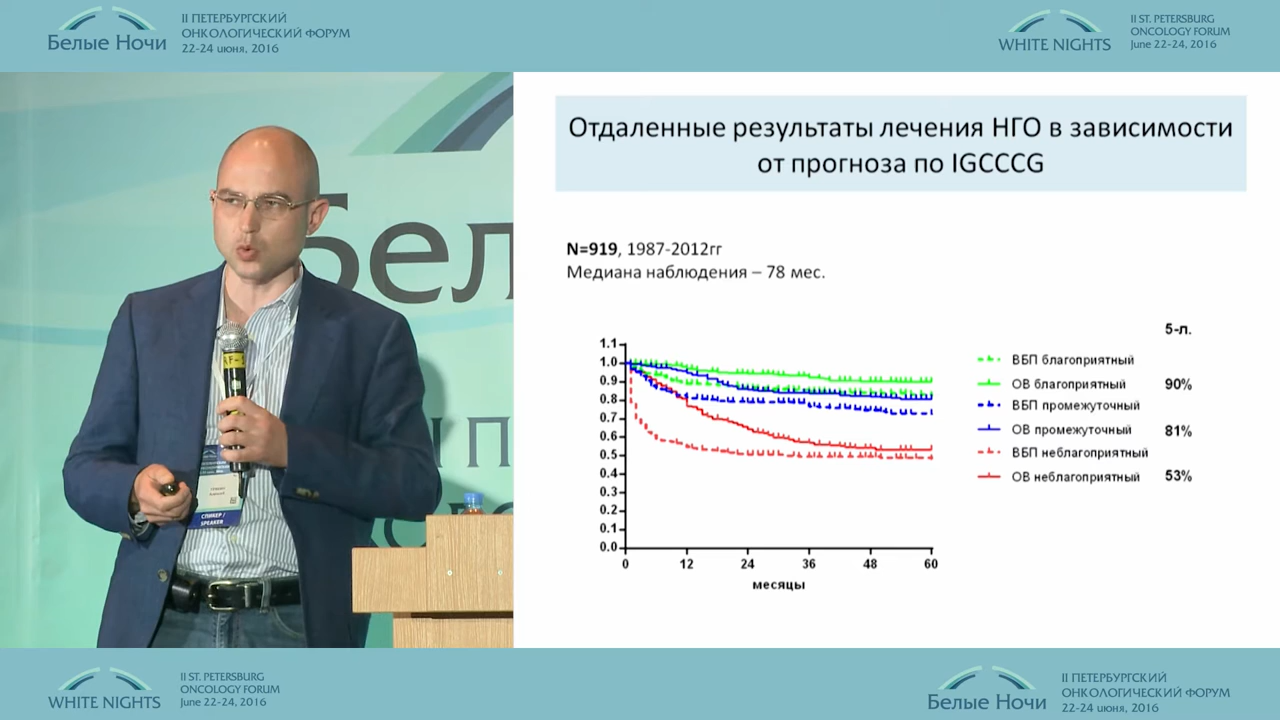 Белые Ночи
II ПЕТЕРБУРГСКИЙ
ОНКОЛОГИЧЕСКИЙ ФОРУМ
22-24 июня, 2016
WHITE NIGHTS
II ST. PETERSBURG
ONCOLOGY FORUM
June 22-24, 2016
Отдаленные результаты лечения НГО в зависимости
от прогноза по IGCCCG
N=919, 1987-2012гг
Медиана наблюдения – 78 мес.
5-л.
ВБП благоприятный
ОВ благоприятный 90%
ВБП промежуточный
ОВ промежуточный 81%
ВБП неблагоприятный
ОВ неблагоприятный 53%
1.1
1.0
0.9
0.8
0.7
0.6
0.5
0.4
0.3
0.2
0.1
0.0
0 12 24 36 48 60
месяцы
Бел
СПИКЕР /
SPEAKER
WHITE NIGHTS
II ST. PETERSBURG
ONCOLOGY FORUM
June 22-24, 2016
Белые Ночи
II ПЕТЕРБУРГСКИЙ
ОНКОЛОГИЧЕСКИЙ ФОРУМ
22-24 июня, 2016